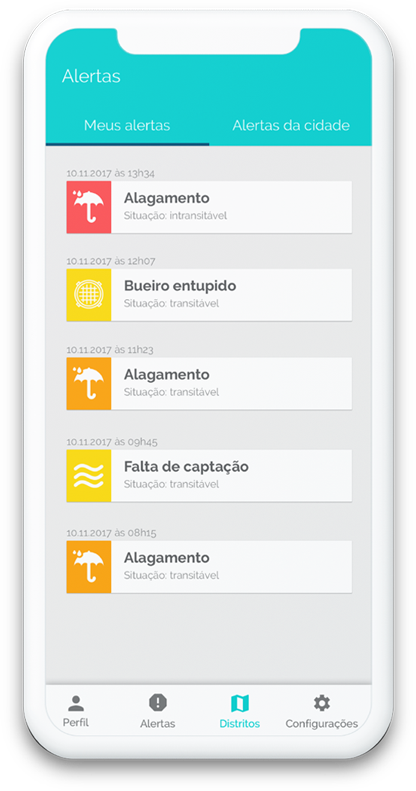 Alertas
Meus alertas
Alertas da cidade
10.11.2017 às 13h34
Alagamento
Situação: intransitável
10.11.2017 às 12h07
Bueiro entupido
Situação: transitável
10.11.2017 às 11h23
Alagamento
Situação: transitável
10.11.2017 às 09h45
Falta de captação
Situação: transitável
10.11.2017 às 08h15
Alagamento
Situação: transitável
Perfil
Alertas
Distritos
Configurações